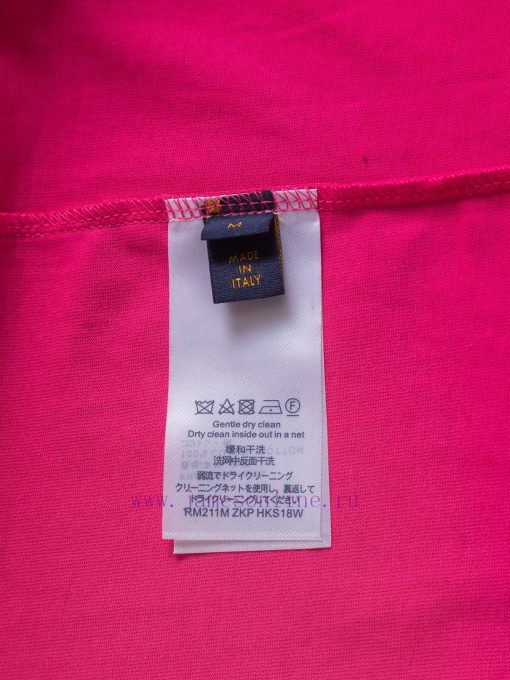 M
MADE
IN
ITALY
Gentle dry clean
Drty clean inside out in a net
缓和干洗
洗网中反面干洗
弱流でドライクリーニング
クリーニングネットを使用し、裏返して
ドライクリーニングしてください
RM211M ZKP HKS18W